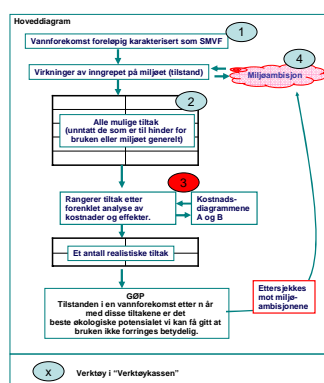 Hoveddiagram
1
Vannforekomst foreløpig karakterisert som SMVF
4
Virkninger av inngrepet på miljøet (tilstand)
Miljøambisjon
2
Alle mulige tiltak
(unntatt de som er til hinder for
bruken eller miljøet generelt)
3
Rangerer tiltak etter
forenklet analyse av
kostnader og effekter.
Kostnads-
diagrammene
A og B
Et antall realistiske tiltak
GØP
Tilstanden i en vannforekomst etter n år
med disse tiltakene er det
beste økologiske potensialet vi kan få gitt at
bruken ikke forringes betydelig.
Ettersjekkes
mot miljø-
ambisjonene
x
Verktøy i "Verktøykassen"